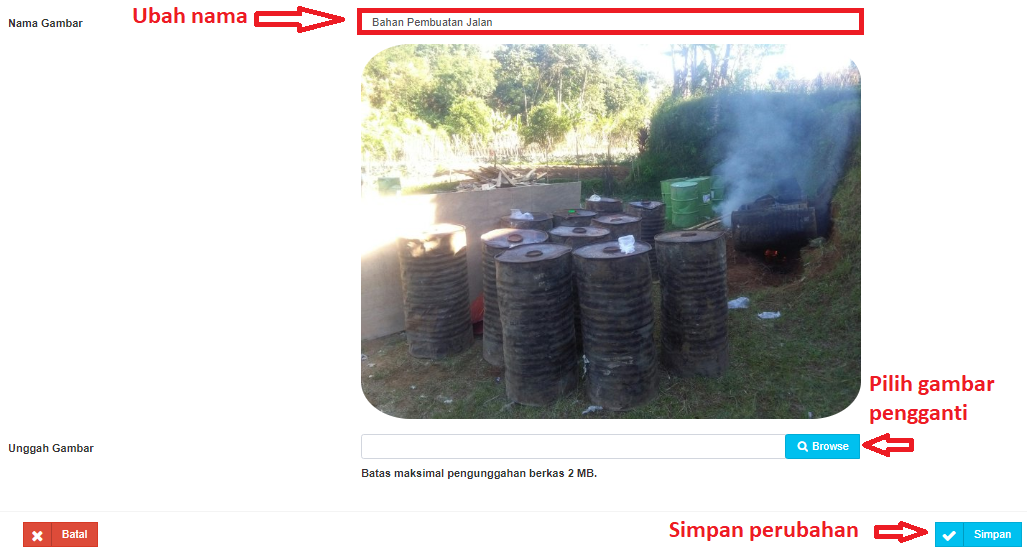 Nama Gambar
Ubah nama
Bahan Pembuatan Jalan
Pilih gambar
pengganti
Unggah Gambar
Browse
Batas maksimal pengunggahan berkas 2 MB.
Batal
Simpan perubahan
Simpan